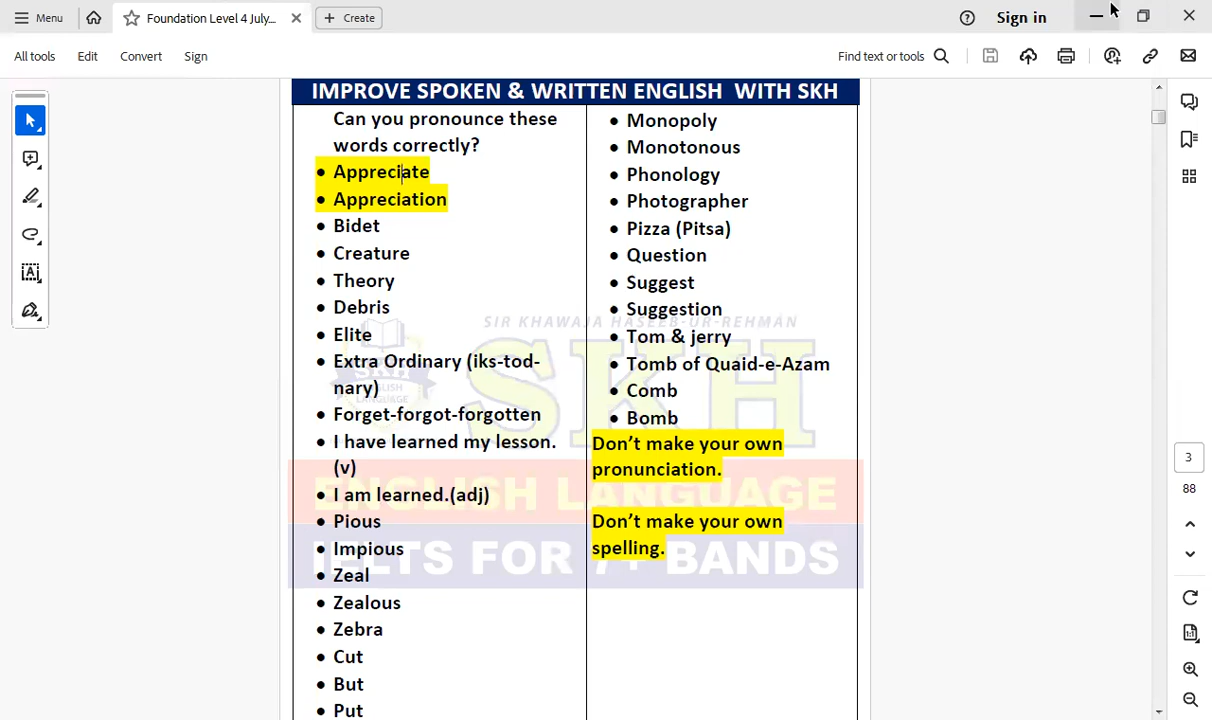 Menu
Foundation Level 4 July...
Create
Sign in
All tools
Edit
Convert
Sign
Find text or tools
IMPROVE SPOKEN & WRITTEN ENGLISH WITH SKH
Can you pronounce these
words correctly?
• Appreciate
• Appreciation
• Bidet
• Creature
• Theory
• Debris
• Elite
• Extra Ordinary (iks-tod-
nary)
• Forget-forgot-forgotten
• I have learned my lesson.
(v)
• I am learned.(adj)
• Pious
• Impious
• Zeal
• Zealous
• Zebra
• Cut
• But
• Put
• Monopoly
• Monotonous
• Phonology
• Photographer
• Pizza (Pitsa)
• Question
• Suggest
• Suggestion
• Tom & jerry
• Tomb of Quaid-e-Azam
• Comb
• Bomb
Don't make your own
pronunciation.
Don't make your own
spelling.
SIR KHAWAJA HASEEB-UR-REHMAN
SKH
SKH
ENGLISH
LANGUAGE
ENGLISH LANGUAGE
IELTS FOR 7+ BANDS
3
88